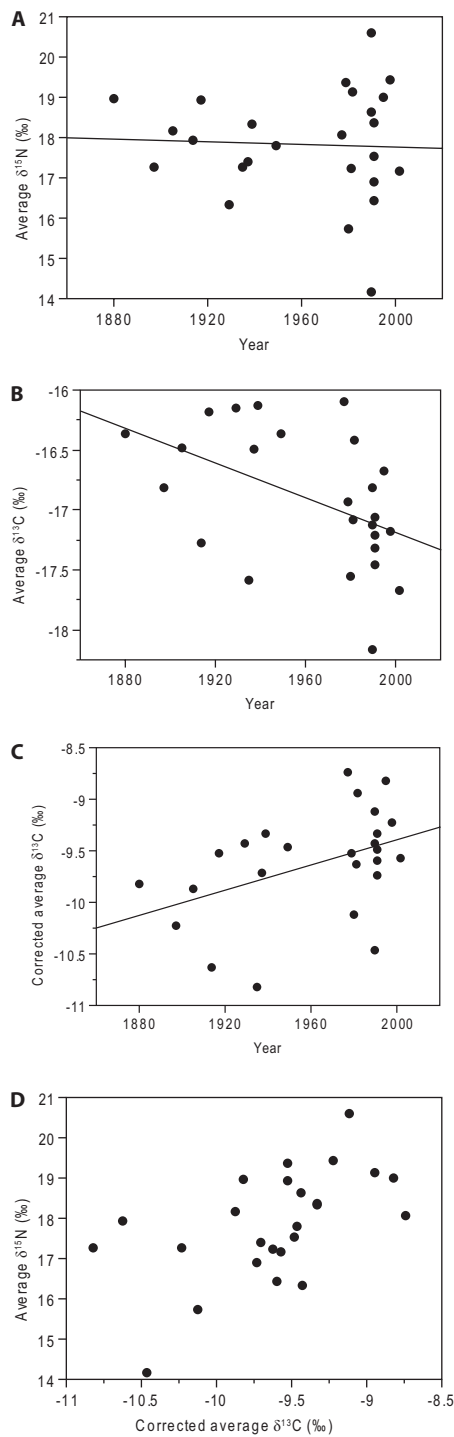 A
21
20
19
18
17
16
15
14
Average δ¹⁵N (‰)
1880 1920 1960 2000
Year
B
-16
-16.5
-17
-17.5
-18
Average δ¹³C (‰)
1880 1920 1960 2000
Year
C
-8.5
-9
-9.5
-10
-10.5
-11
Corrected average δ¹³C (‰)
1880 1920 1960 2000
Year
D
21
20
19
18
17
16
15
14
Average δ¹⁵N (‰)
-11 -10.5 -10 -9.5 -9 -8.5
Corrected average δ¹³C (‰)